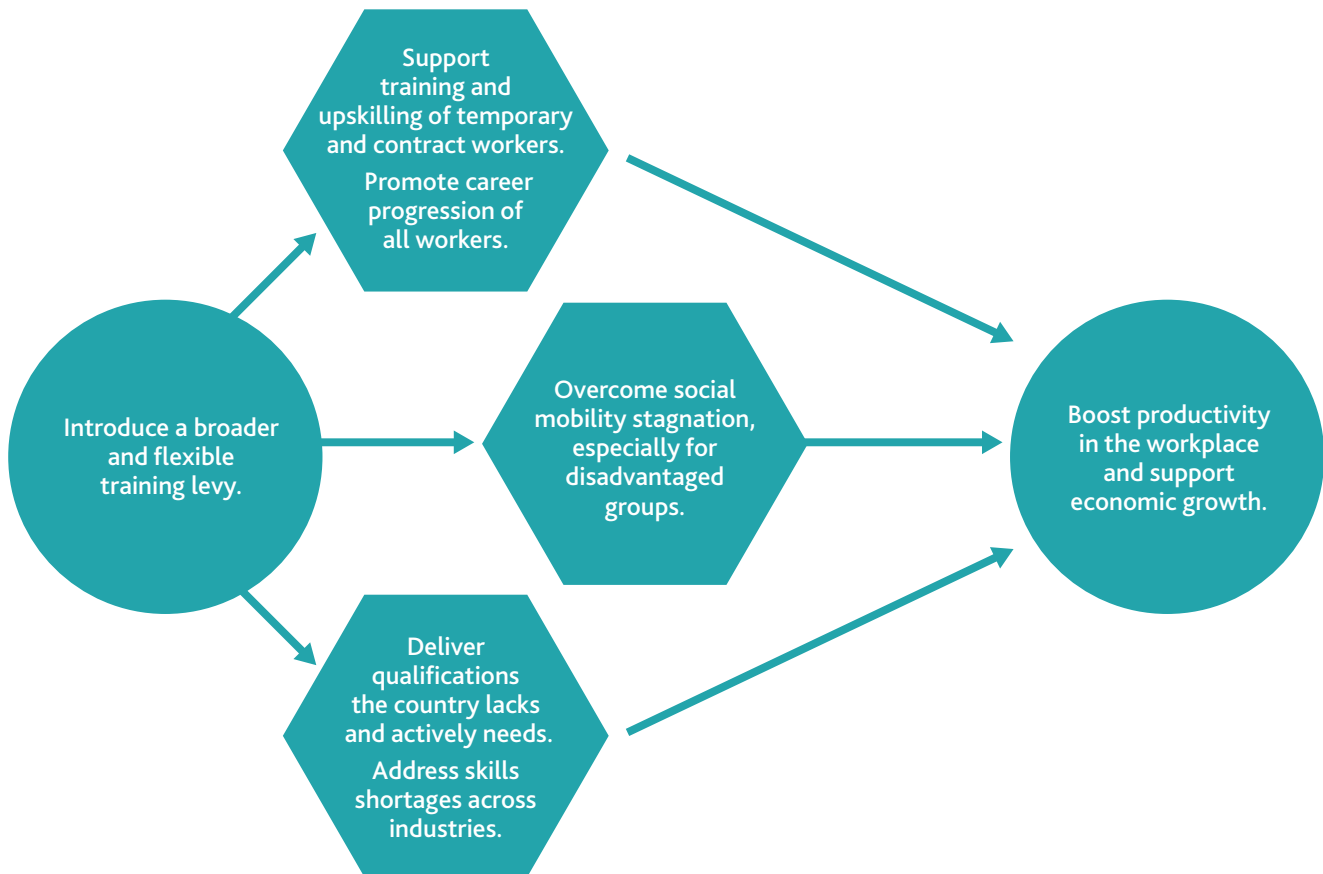 Support
training and
upskilling of temporary
and contract workers.
Promote career
progression of
all workers.
Introduce a broader
and flexible
training levy.
Overcome social
mobility stagnation,
especially for
disadvantaged
groups.
Boost productivity
in the workplace
and support
economic growth.
Deliver
qualifications
the country lacks
and actively needs.
Address skills
shortages across
industries.